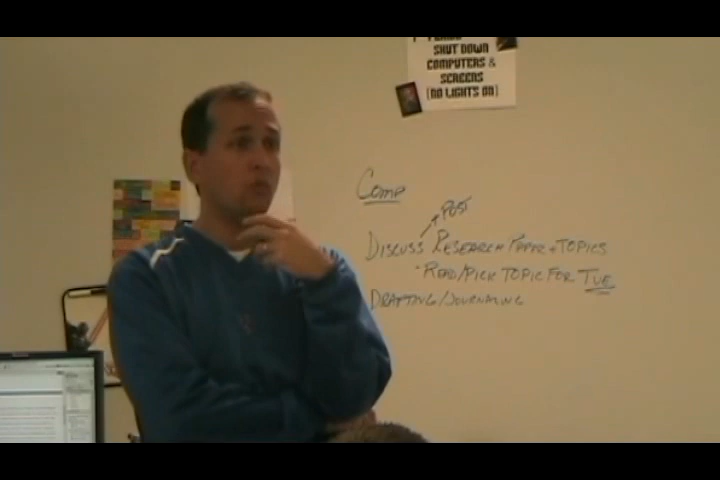 SHUT DOWN
COMPUTERS &
SCREENS
(NO LIGHTS ON)
COMP
POST
DISCUSS RESEARCH PAPER + TOPICS
• READ/PICK TOPIC FOR TUE
DRAFTING/JOURNALING